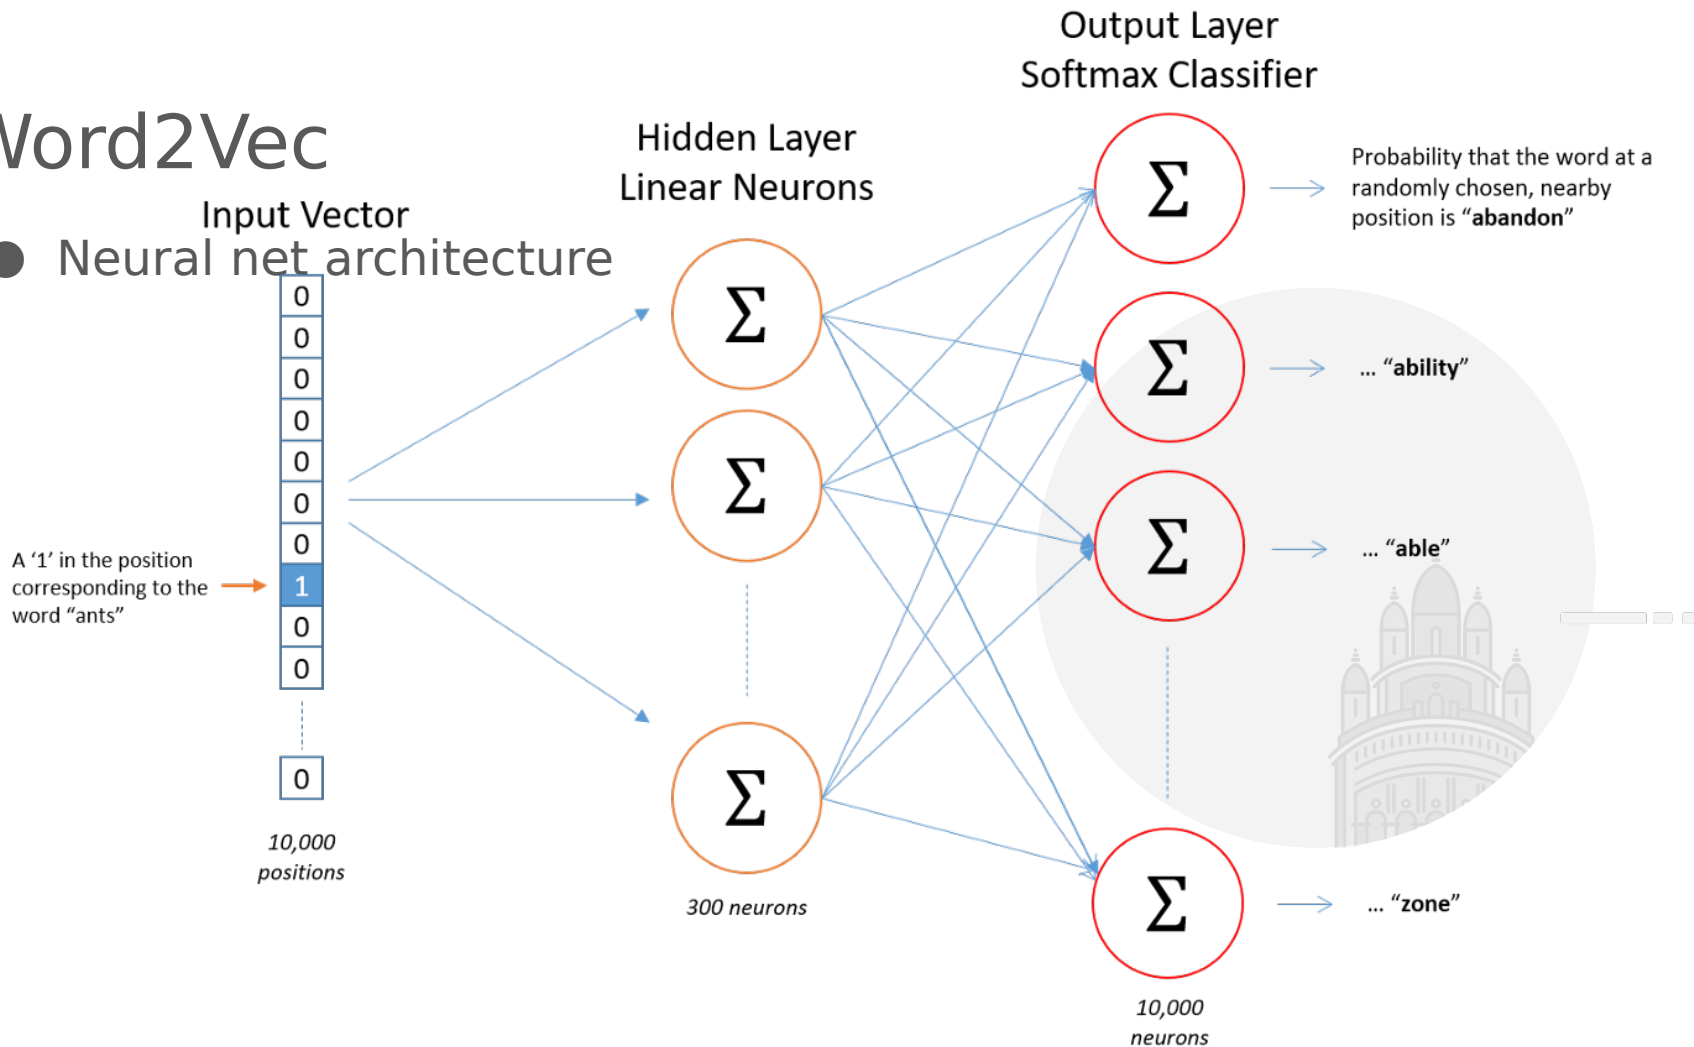 Word2Vec
Neural net architecture
Input Vector
0
0
0
0
0
0
0
1
0
0
0
10,000
positions
A ‘1’ in the position
corresponding to the
word “ants”
Hidden Layer
Linear Neurons
Σ
Σ
Σ
300 neurons
Output Layer
Softmax Classifier
Σ
Σ
Σ
Σ
10,000
neurons
Probability that the word at a
randomly chosen, nearby
position is “abandon”
... “ability”
... “able”
... “zone”